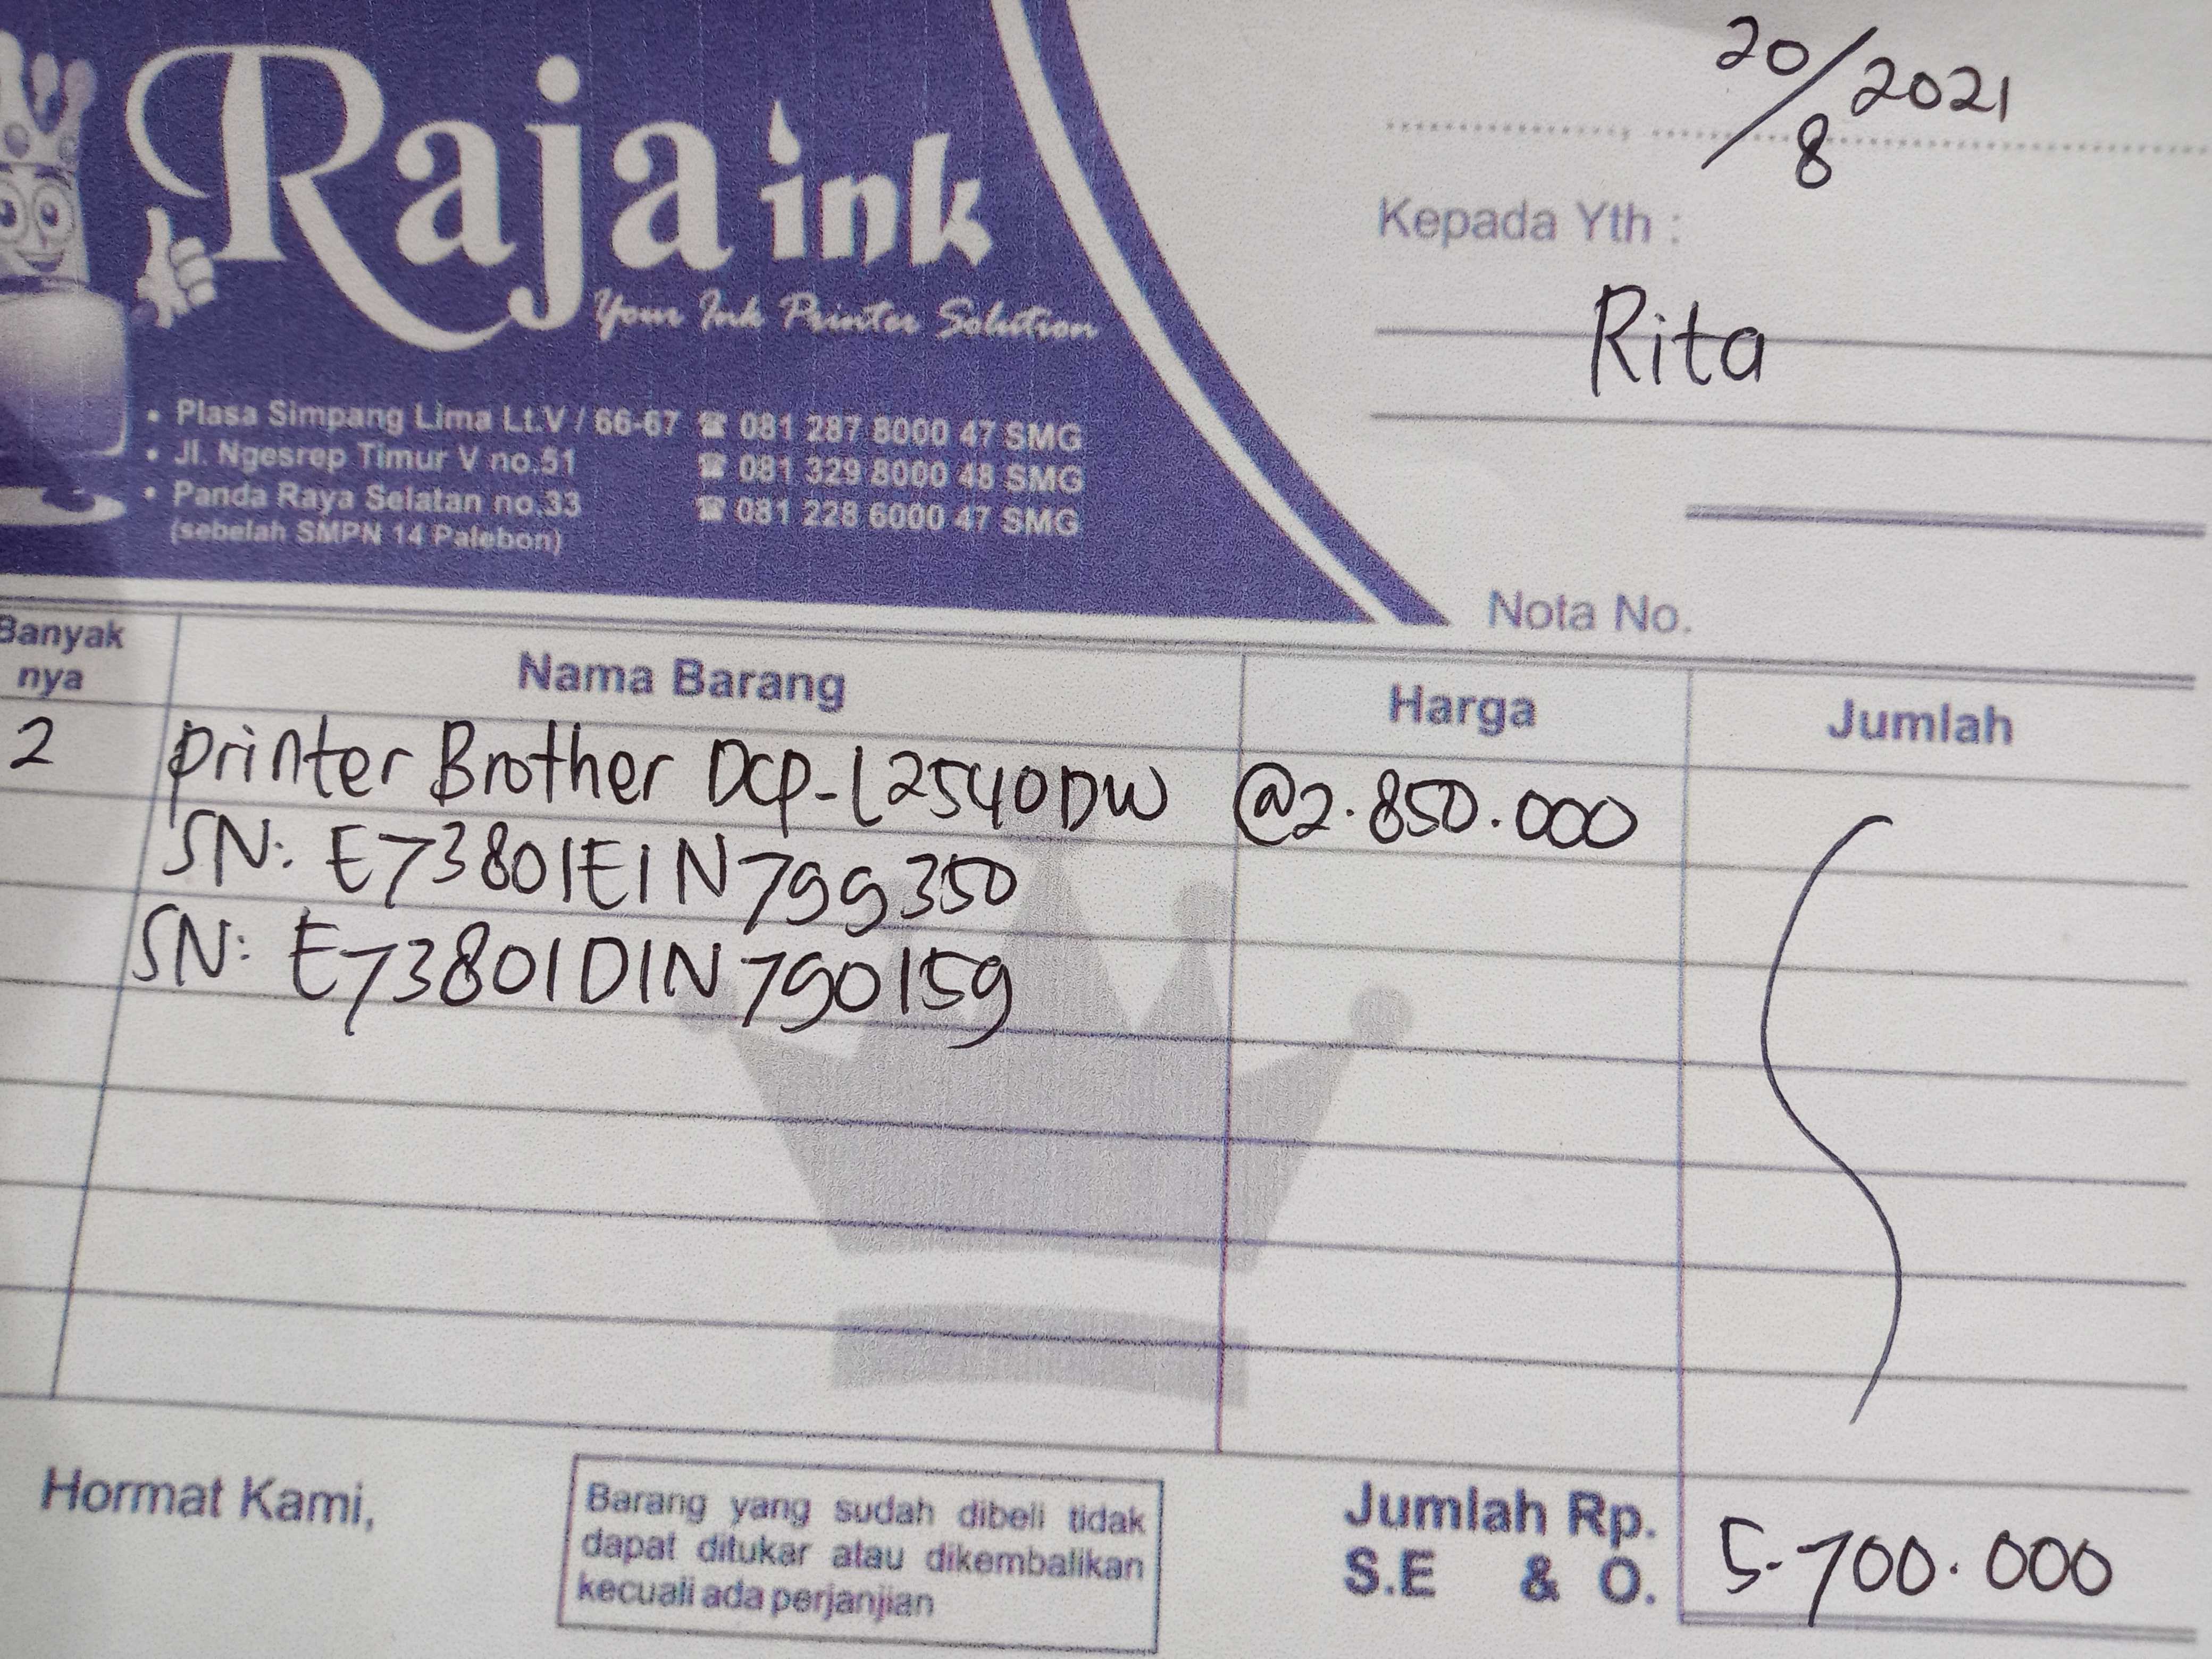 Raja ink
Your Ink Printer Solution
• Plasa Simpang Lima Lt.V / 66-67 ☎ 081 287 8000 47 SMG
• Jl. Ngesrep Timur V no.51 ☎ 081 329 8000 48 SMG
• Panda Raya Selatan no.33 ☎ 081 228 6000 47 SMG
(sebelah SMPN 14 Palebon)
20/8 2021
Kepada Yth :
Rita
Nota No.
Banyak nya Nama Barang Harga Jumlah
2 printer Brother DCP-L2540DW @2.850.000
SN: E73801E1N799350
SN: E73801D1N790159
Hormat Kami,
Barang yang sudah dibeli tidak
dapat ditukar atau dikembalikan
kecuali ada perjanjian
Jumlah Rp.
S.E & O.
5.700.000